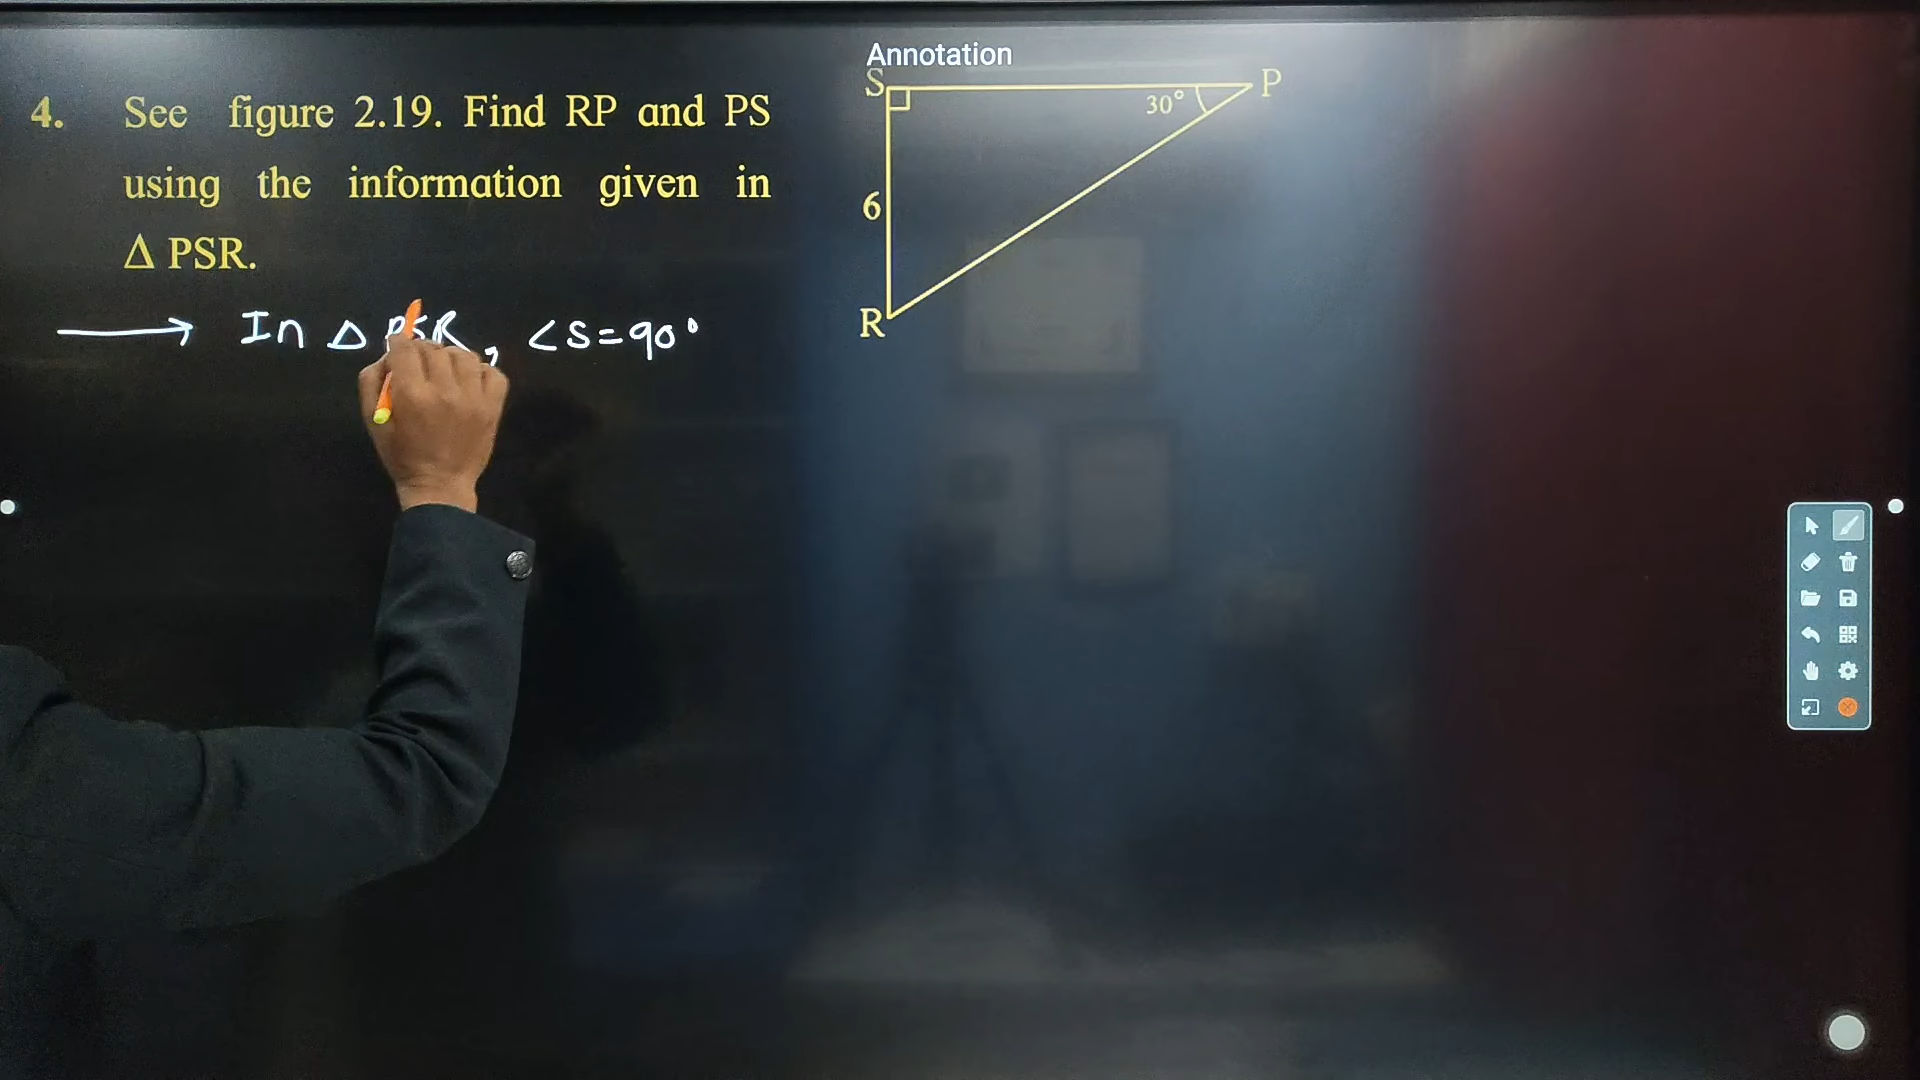 Annotation
4. See figure 2.19. Find RP and PS
using the information given in
Δ PSR.
S
P
30°
6
R
→ In Δ PSR, <S=90°